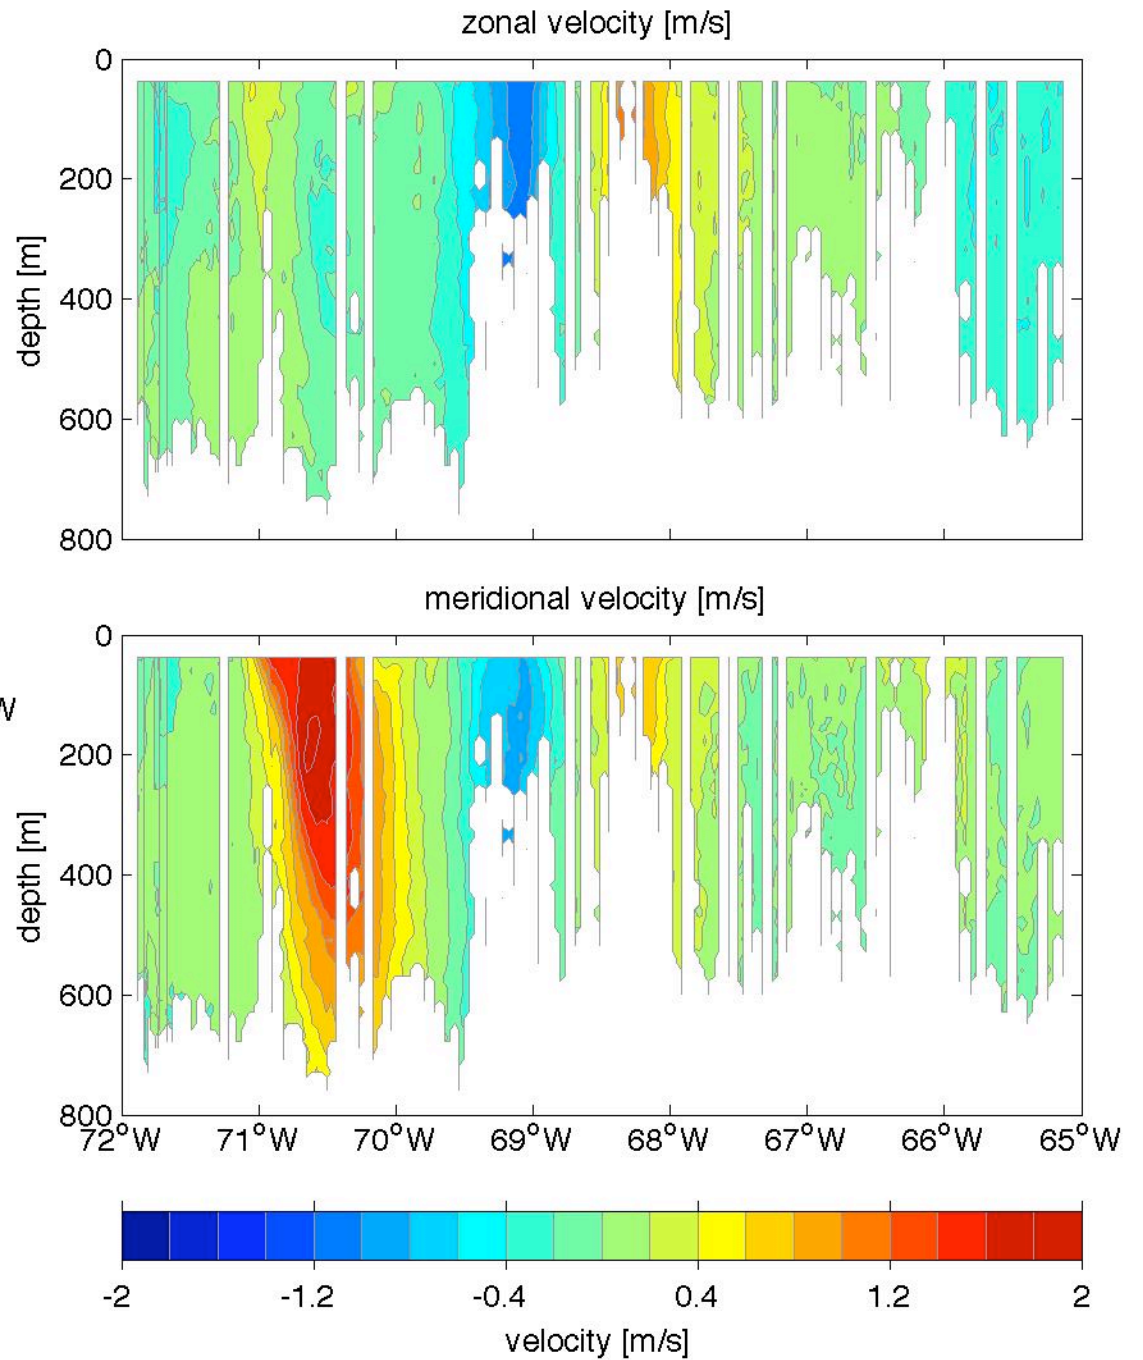 zonal velocity [m/s]
0
200
400
600
800
depth [m]
meridional velocity [m/s]
0
200
400
600
800
depth [m]
W
72°W 71°W 70°W 69°W 68°W 67°W 66°W 65°W
-2 -1.2 -0.4 0.4 1.2 2
velocity [m/s]